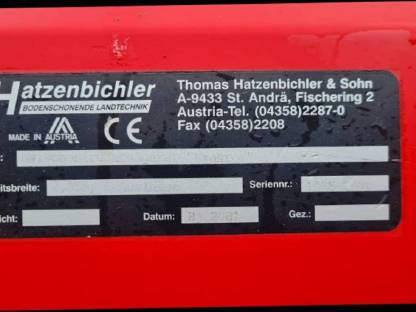 Hatzenbichler
BODENSCHONENDE LANDTECHNIK
MADE IN AUSTRIA CE
Thomas Hatzenbichler & Sohn
A-9433 St. Andrä, Fischering 2
Austria-Tel. (04358)2287-0
Fax (04358)2208
eitsbreite: Seriennr.:
icht: Datum: Gez.: